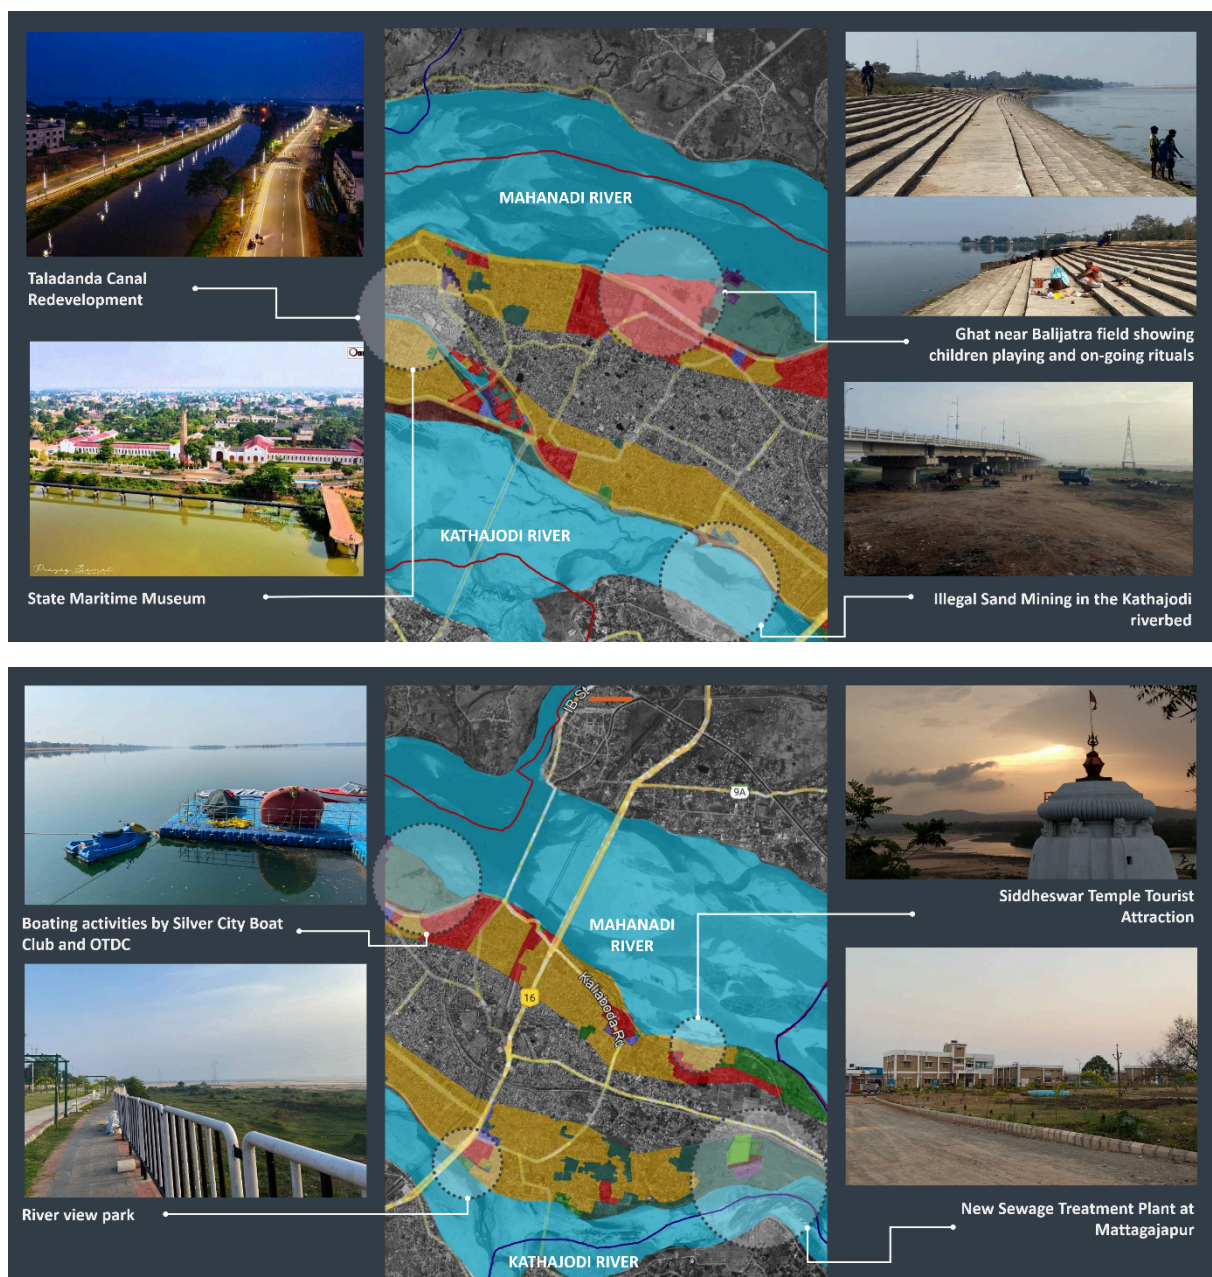 Taladanda Canal
Redevelopment
State Maritime Museum
MAHANADI RIVER
KATHAJODI RIVER
Ghat near Balijatra field showing
children playing and on-going rituals
Illegal Sand Mining in the Kathajodi
riverbed
Boating activities by Silver City Boat
Club and OTDC
River view park
IB St
9A
MAHANADI
RIVER
16
Kaliaboda Rd
KATHAJODI RIVER
Siddheswar Temple Tourist
Attraction
New Sewage Treatment Plant at
Mattagajapur